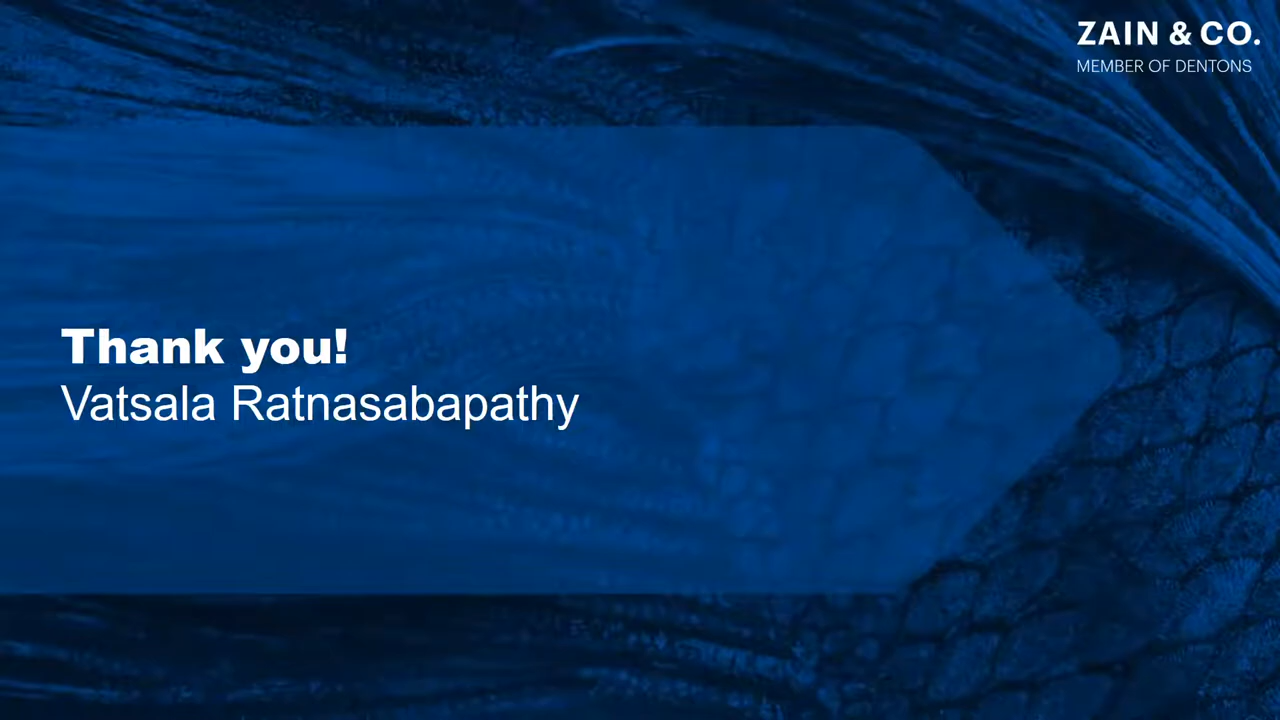 ZAIN & CO.
MEMBER OF DENTONS
Thank you!
Vatsala Ratnasabapathy